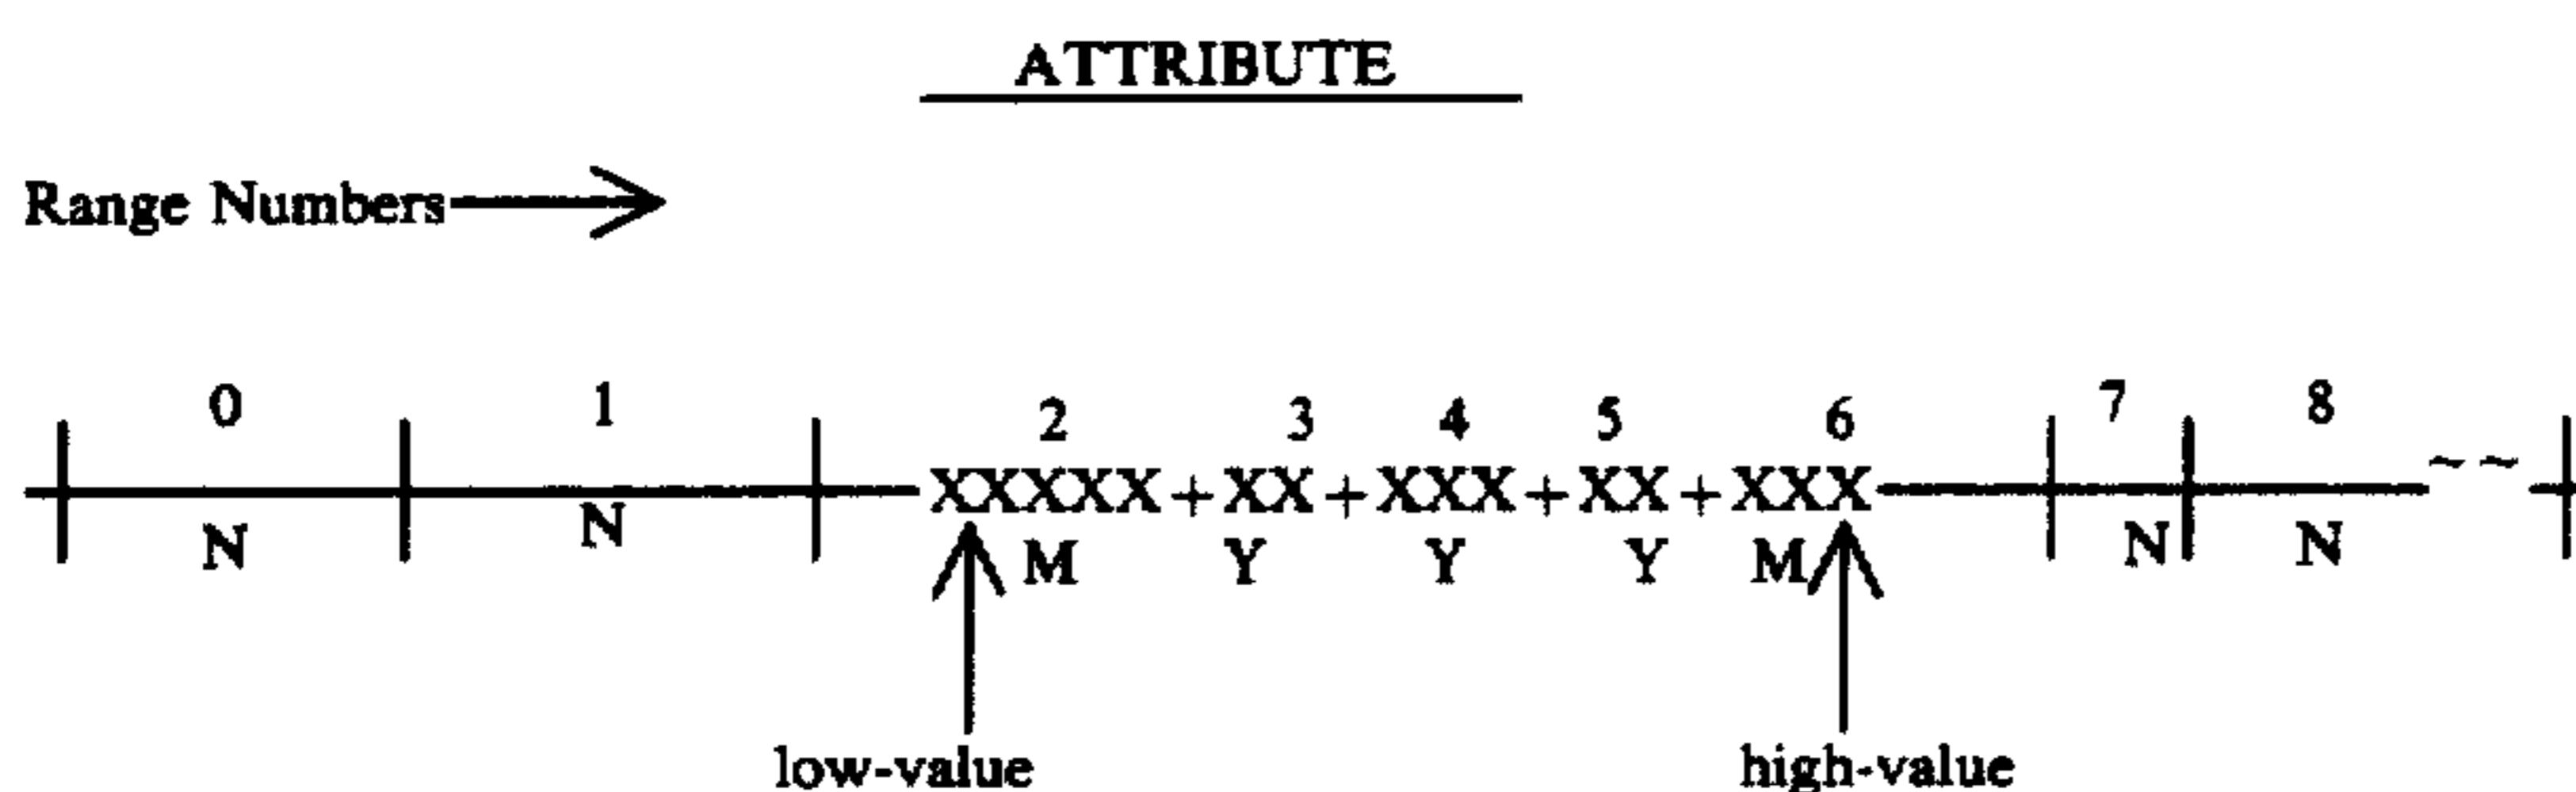 ATTRIBUTE
Range Numbers
0 1 2 3 4 5 6 7 8
XXXXX+XX+XXX+XX+XXX ~ ~
N N M Y Y Y M N N
low-value high-value